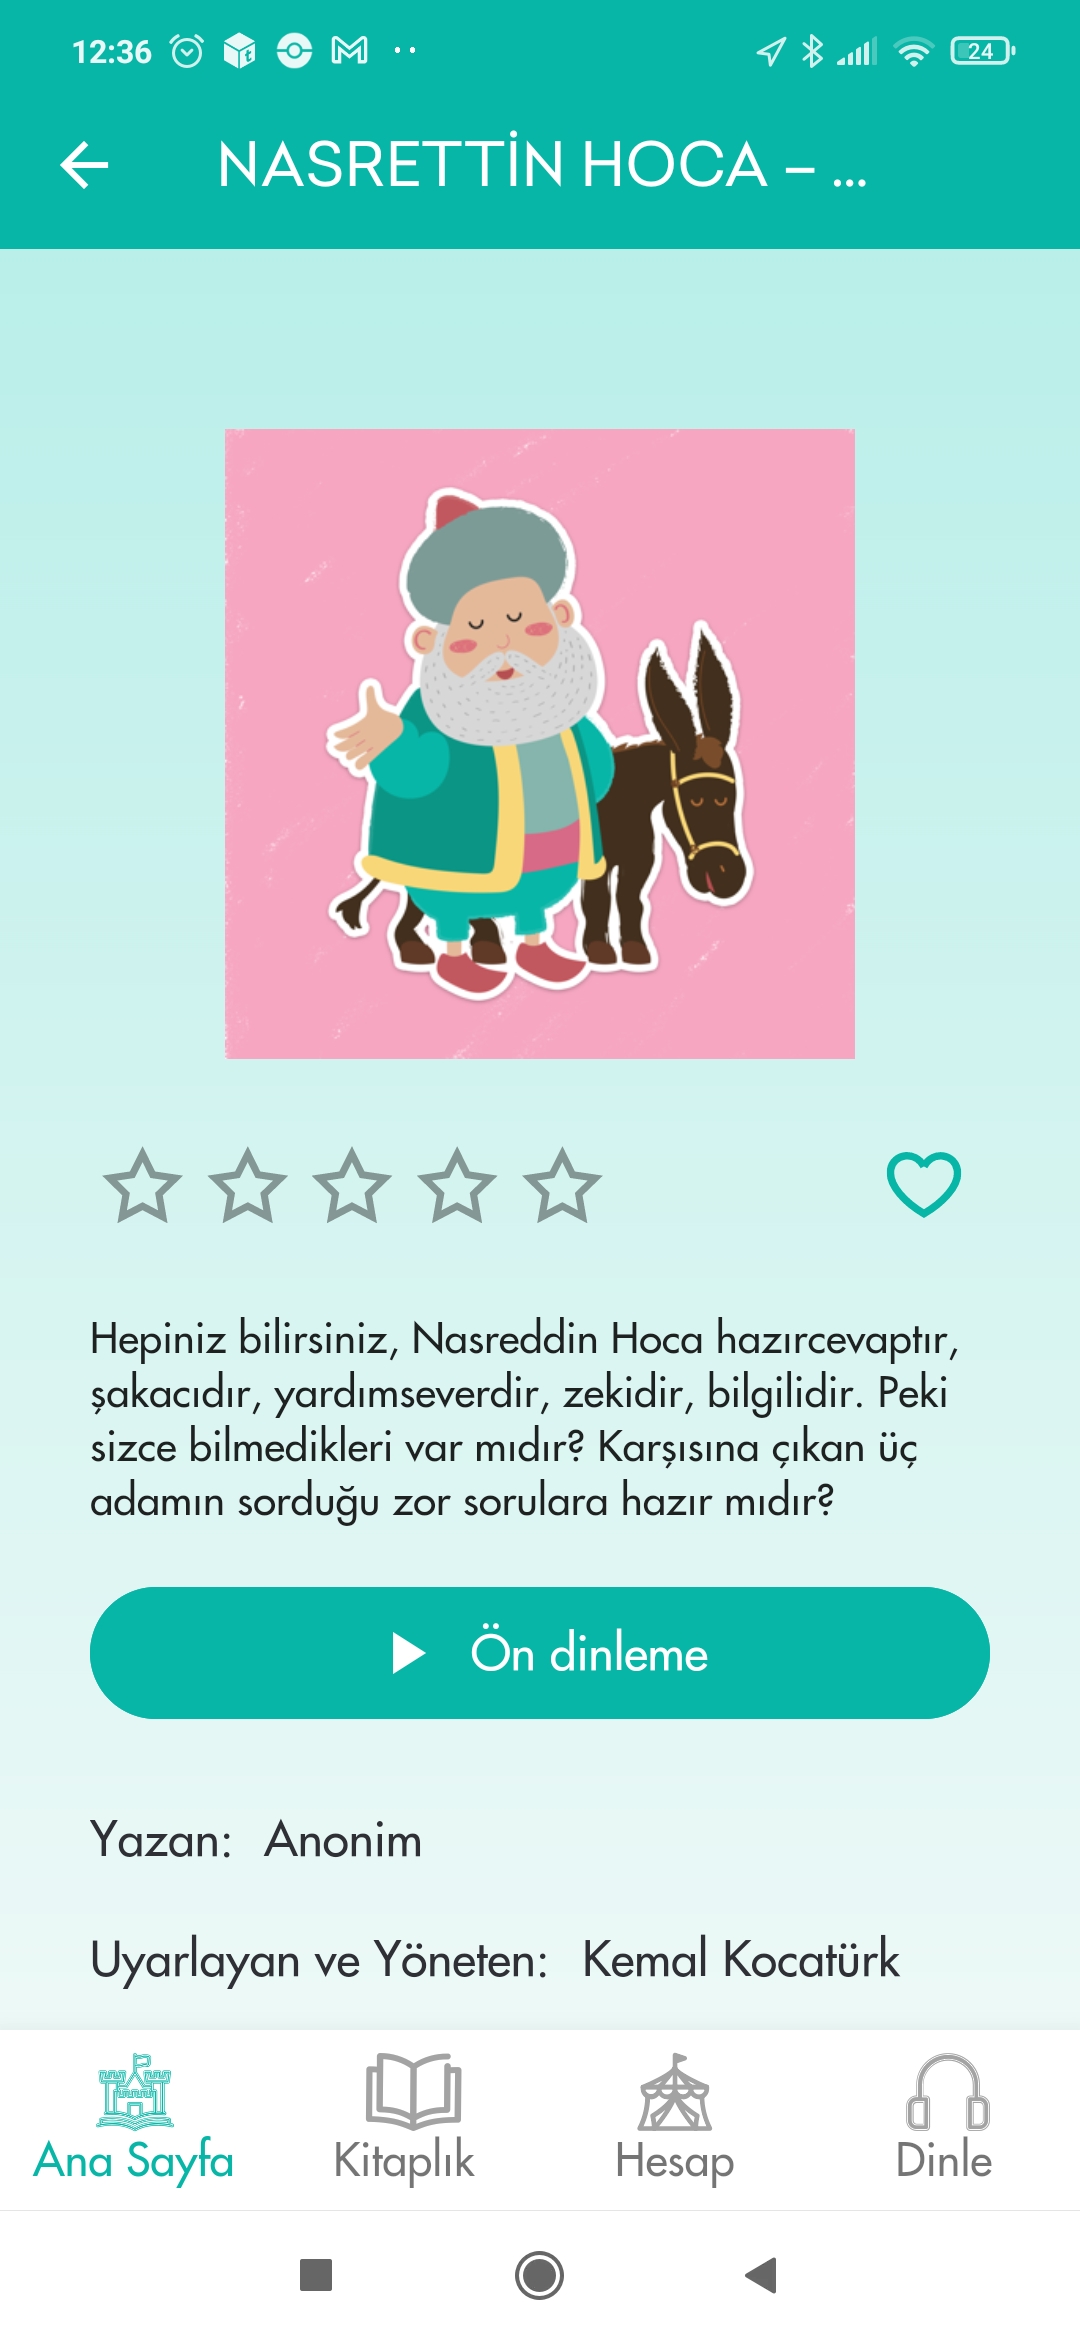 12:36
24
NASRETTİN HOCA – ...
Hepiniz bilirsiniz, Nasreddin Hoca hazırcevaptır,
şakacıdır, yardımseverdir, zekidir, bilgilidir. Peki
sizce bilmedikleri var mıdır? Karşısına çıkan üç
adamın sorduğu zor sorulara hazır mıdır?
Ön dinleme
Yazan: Anonim
Uyarlayan ve Yöneten: Kemal Kocatürk
Ana Sayfa
Kitaplık
Hesap
Dinle